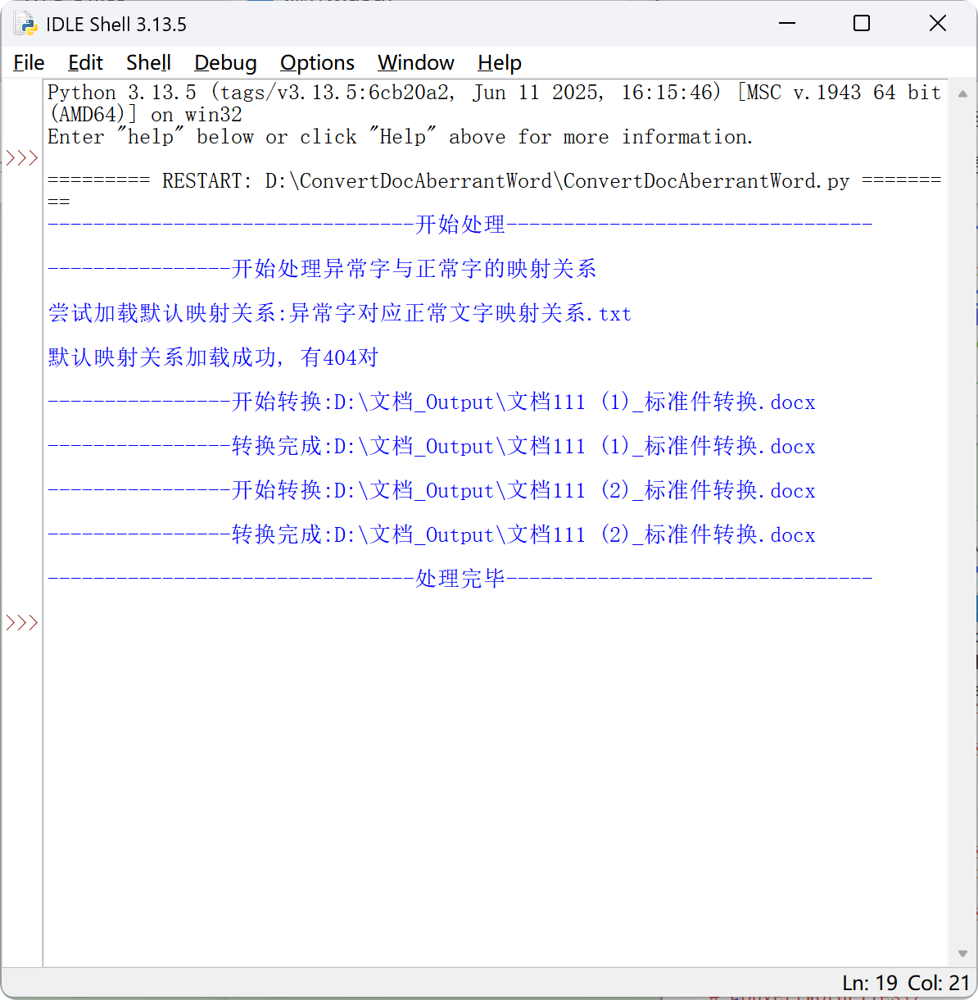 IDLE Shell 3.13.5
File Edit Shell Debug Options Window Help
Python 3.13.5 (tags/v3.13.5:6cb20a2, Jun 11 2025, 16:15:46) [MSC v.1943 64 bit
(AMD64)] on win32
Enter "help" below or click "Help" above for more information.
>>>
========= RESTART: D:\ConvertDocAberrantWord\ConvertDocAberrantWord.py =======
==
--------------------------------开始处理--------------------------------
----------------开始处理异常字与正常字的映射关系
尝试加载默认映射关系:异常字对应正常文字映射关系.txt
默认映射关系加载成功, 有404对
----------------开始转换:D:\文档_Output\文档111 (1)_标准件转换.docx
----------------转换完成:D:\文档_Output\文档111 (1)_标准件转换.docx
----------------开始转换:D:\文档_Output\文档111 (2)_标准件转换.docx
----------------转换完成:D:\文档_Output\文档111 (2)_标准件转换.docx
--------------------------------处理完毕--------------------------------
>>>
Ln: 19 Col: 21